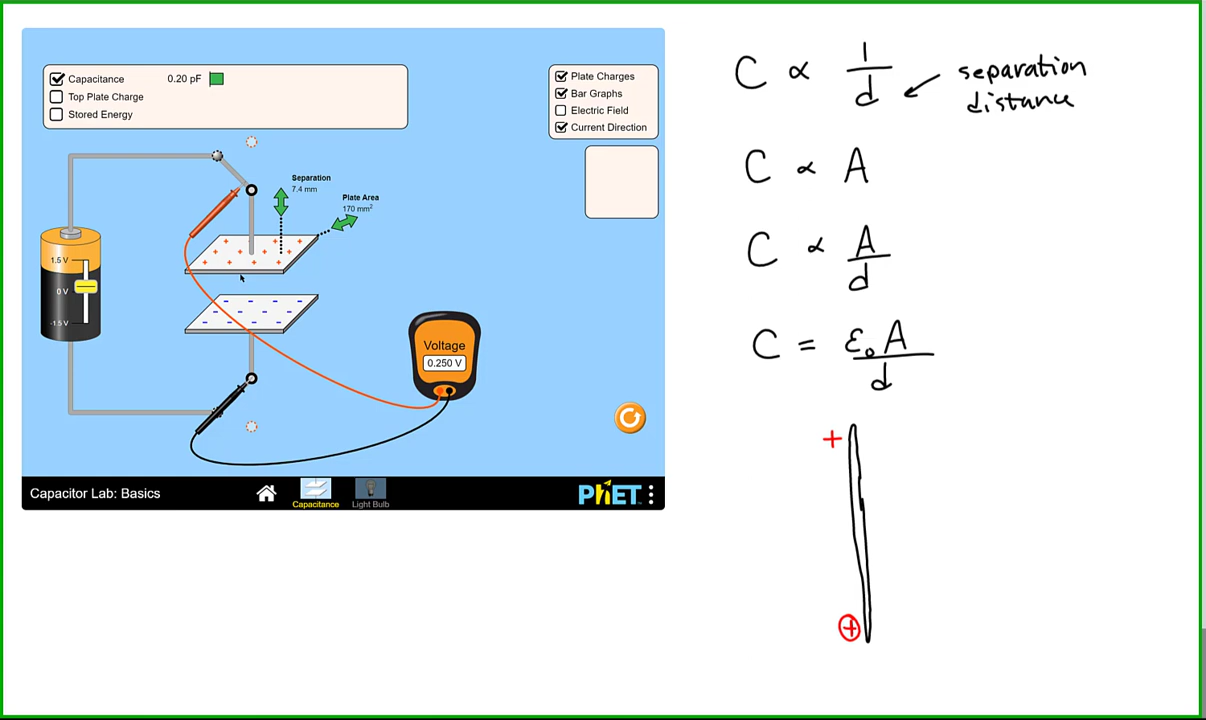 Capacitance 0.20 pF
Top Plate Charge
Stored Energy
Plate Charges
Bar Graphs
Electric Field
Current Direction
Separation
7.4 mm
Plate Area
170 mm²
1.5 V
0 V
-1.5 V
Voltage
0.250 V
Capacitor Lab: Basics
Capacitance
Light Bulb
PhET
C ∝ 1/d
separation
distance
C ∝ A
C ∝ A/d
C = ε₀A/d
+
+